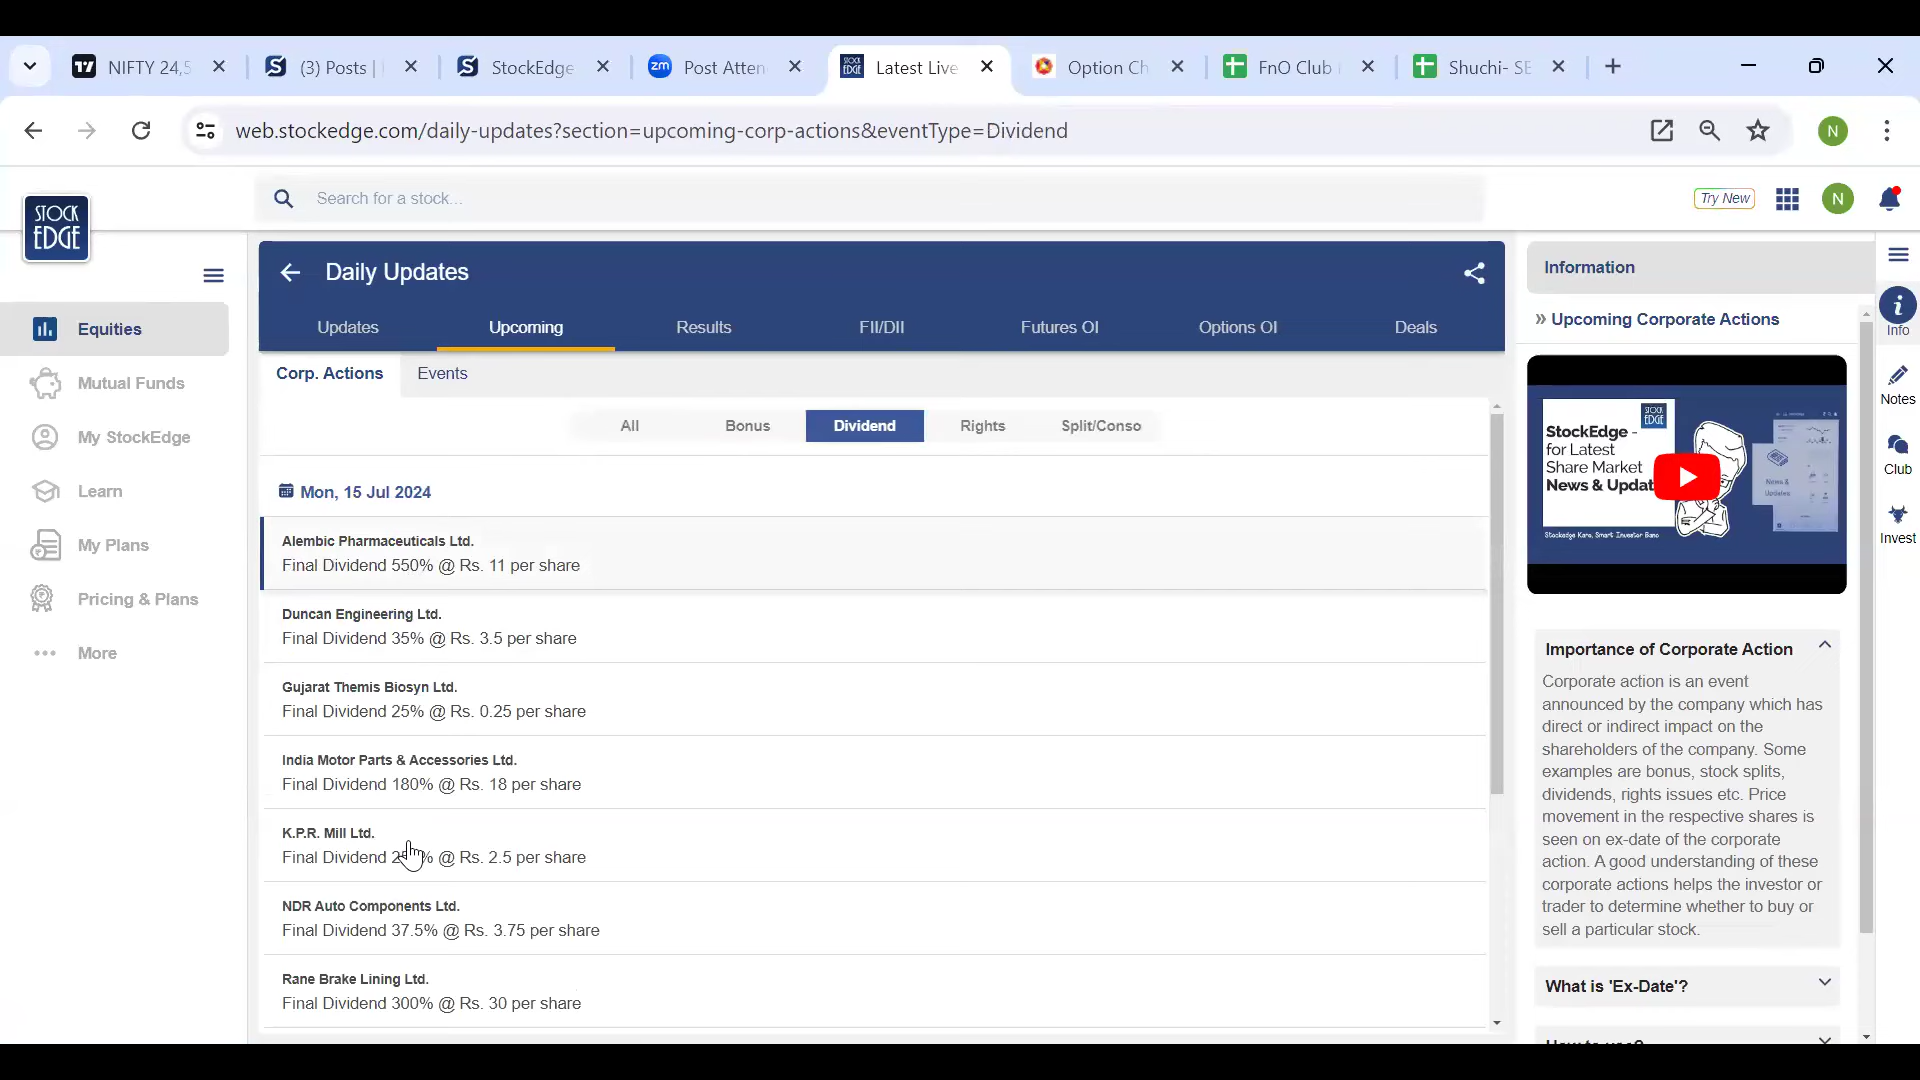 NIFTY 24,5
(3) Posts |
StockEdge
zm
Post Atten
Latest Live
Option Ch
FnO Club
Shuchi- SE
web.stockedge.com/daily-updates?section=upcoming-corp-actions&eventType=Dividend
N
STOCK
EDGE
Search for a stock...
Try New
N
Equities
Mutual Funds
My StockEdge
Learn
My Plans
Pricing & Plans
More
Daily Updates
Updates
Upcoming
Results
FII/DII
Futures OI
Options OI
Deals
Corp. Actions
Events
All
Bonus
Dividend
Rights
Split/Conso
Mon, 15 Jul 2024
Alembic Pharmaceuticals Ltd.
Final Dividend 550% @ Rs. 11 per share
Duncan Engineering Ltd.
Final Dividend 35% @ Rs. 3.5 per share
Gujarat Themis Biosyn Ltd.
Final Dividend 25% @ Rs. 0.25 per share
India Motor Parts & Accessories Ltd.
Final Dividend 180% @ Rs. 18 per share
K.P.R. Mill Ltd.
Final Dividend @ Rs. 2.5 per share
NDR Auto Components Ltd.
Final Dividend 37.5% @ Rs. 3.75 per share
Rane Brake Lining Ltd.
Final Dividend 300% @ Rs. 30 per share
Information
» Upcoming Corporate Actions
STOCK
EDGE
StockEdge -
for Latest
Share Market
News & Updat
News &
Updates
Stockedge Karo, Smart Investor Bano
Importance of Corporate Action
Corporate action is an event
announced by the company which has
direct or indirect impact on the
shareholders of the company. Some
examples are bonus, stock splits,
dividends, rights issues etc. Price
movement in the respective shares is
seen on ex-date of the corporate
action. A good understanding of these
corporate actions helps the investor or
trader to determine whether to buy or
sell a particular stock.
What is 'Ex-Date'?
Info
Notes
Club
Invest